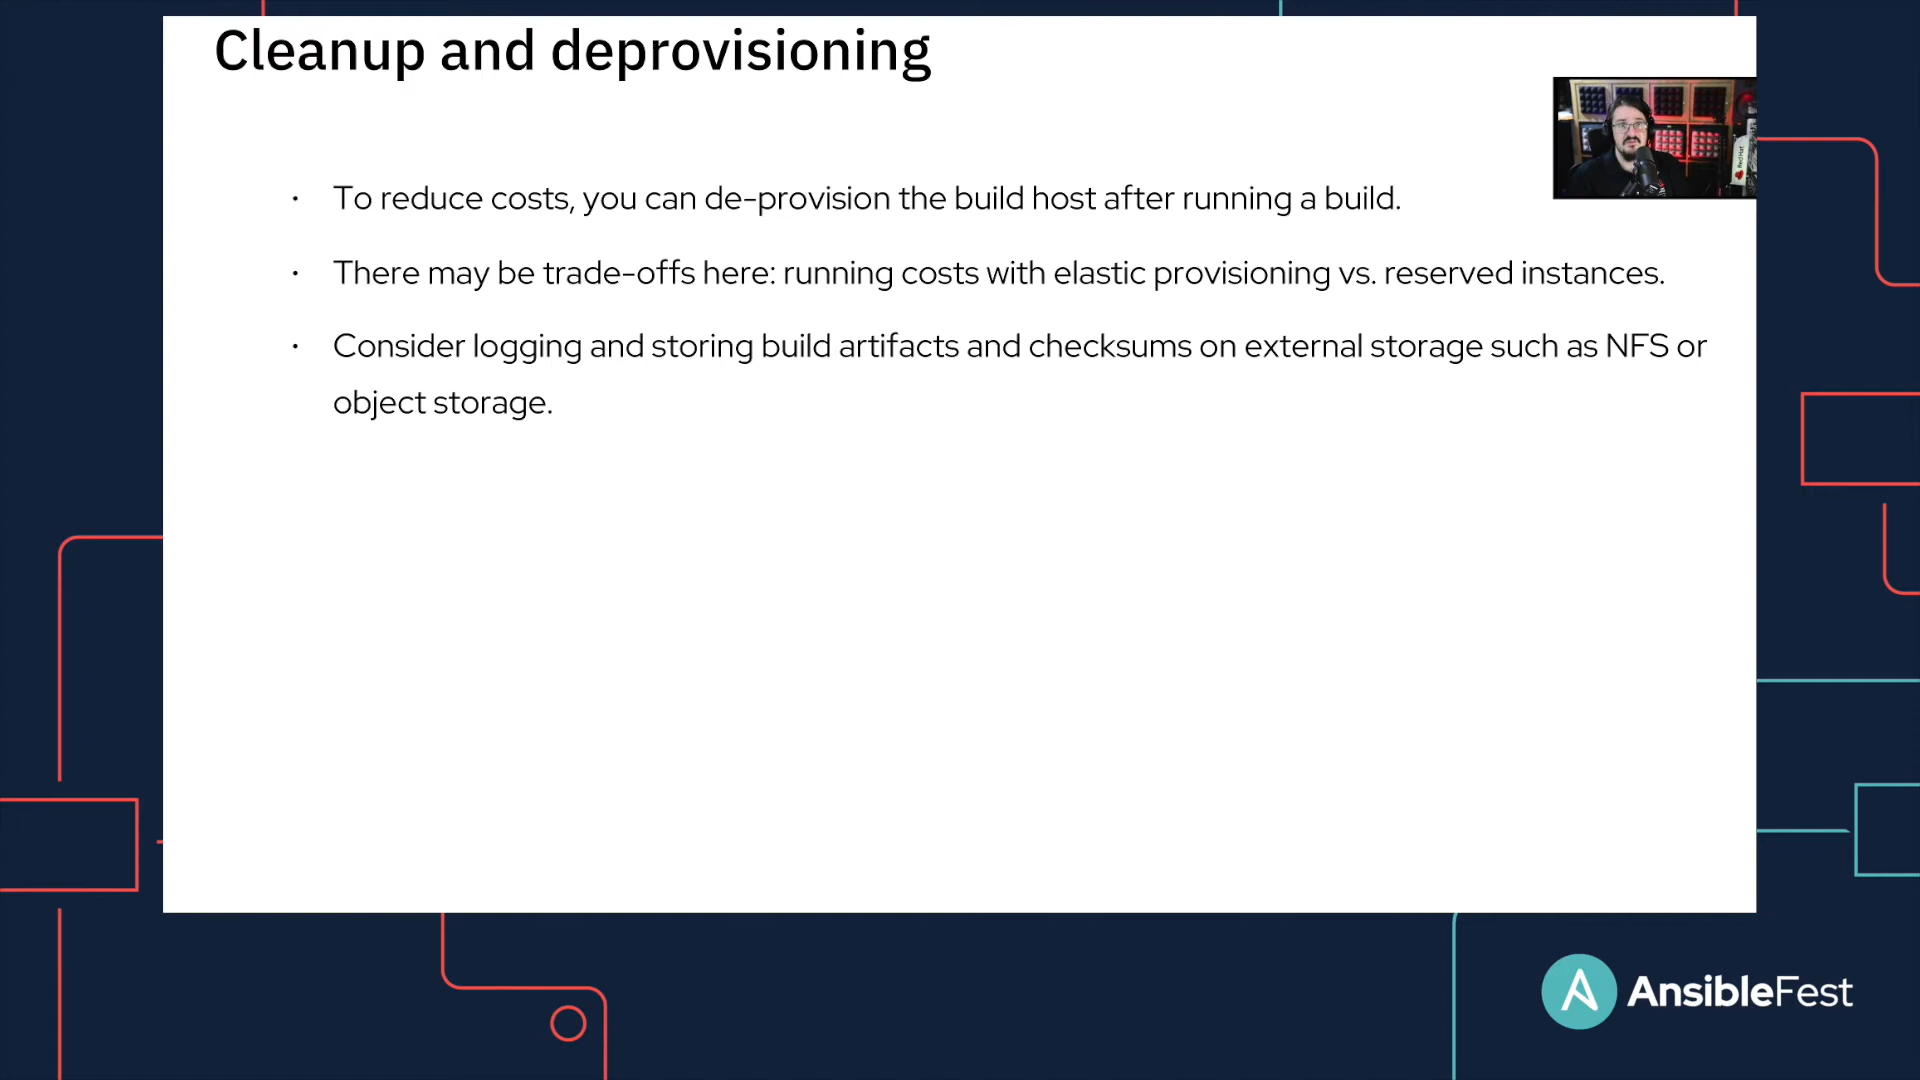 Cleanup and deprovisioning
• To reduce costs, you can de-provision the build host after running a build.
• There may be trade-offs here: running costs with elastic provisioning vs. reserved instances.
• Consider logging and storing build artifacts and checksums on external storage such as NFS or
object storage.
Red Hat
AnsibleFest